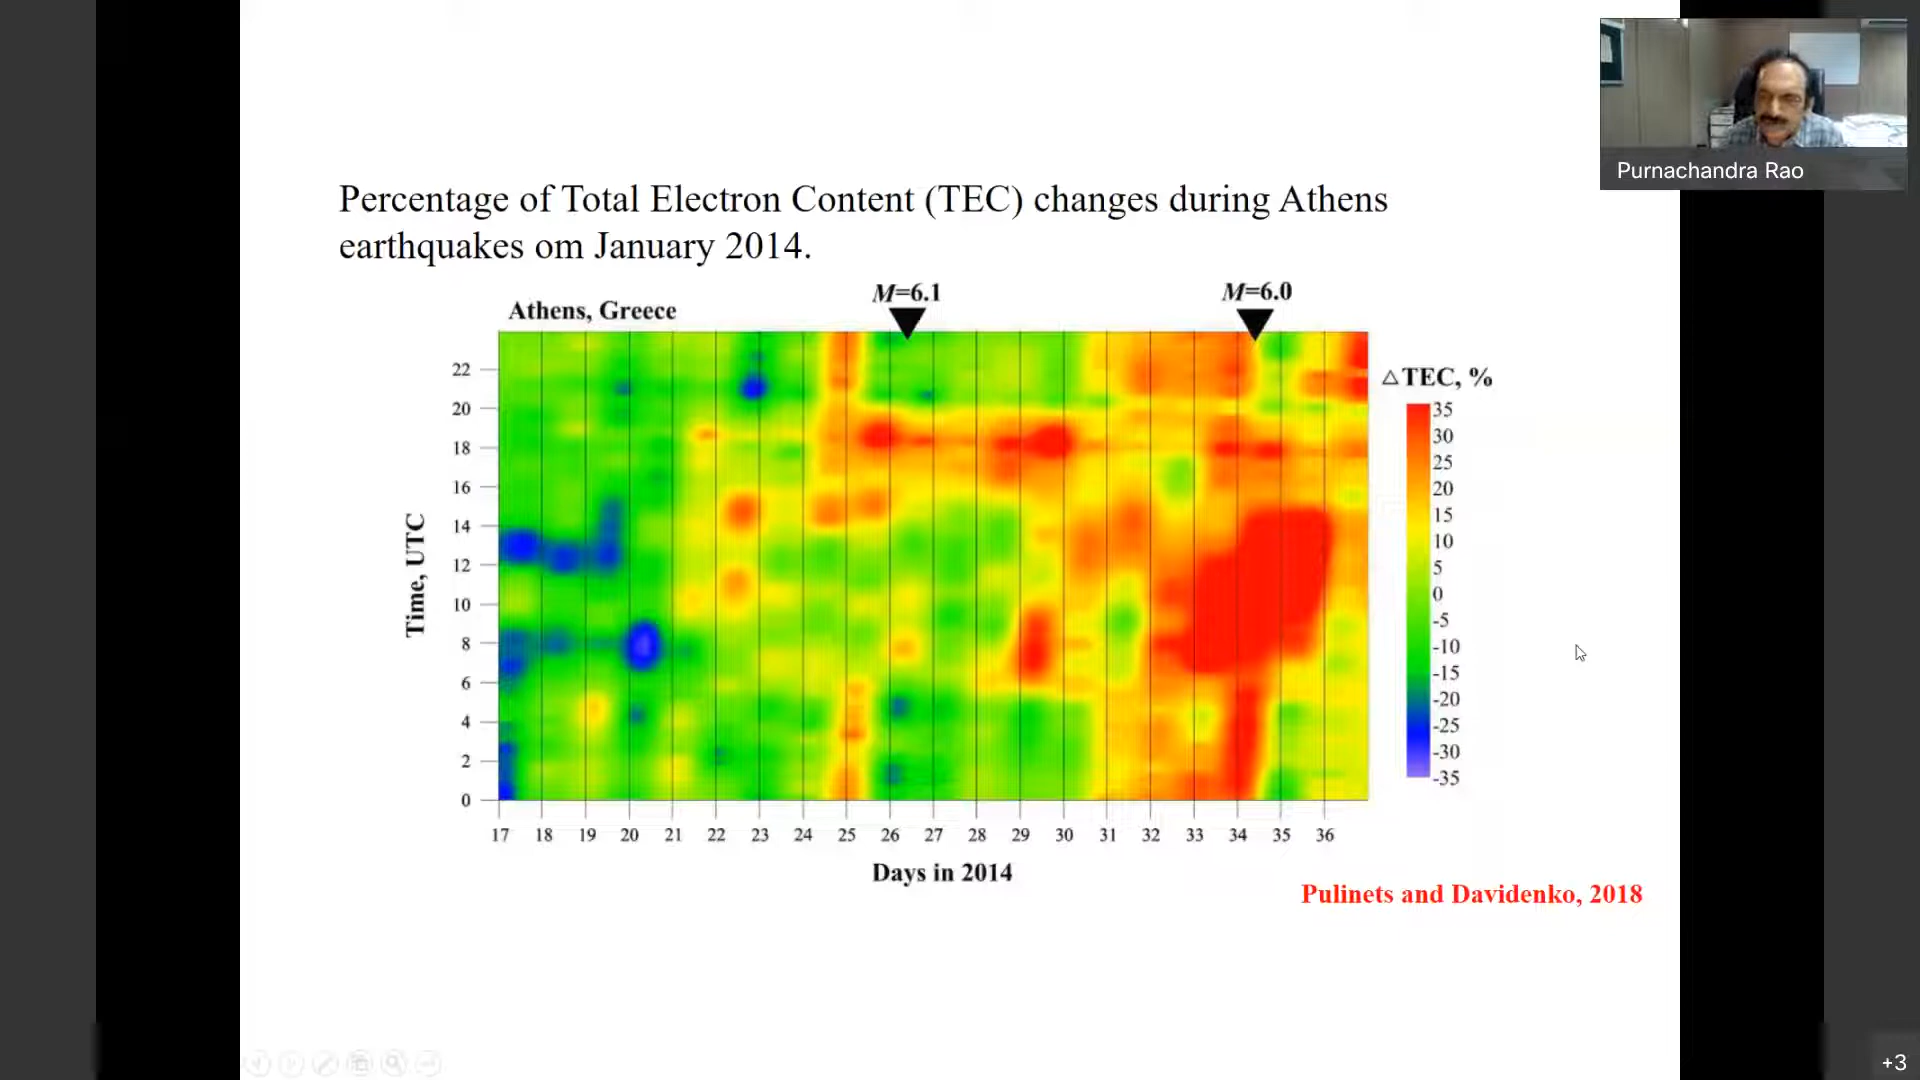 Purnachandra Rao
Percentage of Total Electron Content (TEC) changes during Athens
earthquakes om January 2014.
M=6.1
M=6.0
Athens, Greece
△TEC, %
22
20
18
16
14
12
10
8
6
4
2
0
Time, UTC
35
30
25
20
15
10
5
0
-5
-10
-15
-20
-25
-30
-35
17 18 19 20 21 22 23 24 25 26 27 28 29 30 31 32 33 34 35 36
Days in 2014
Pulinets and Davidenko, 2018
+3